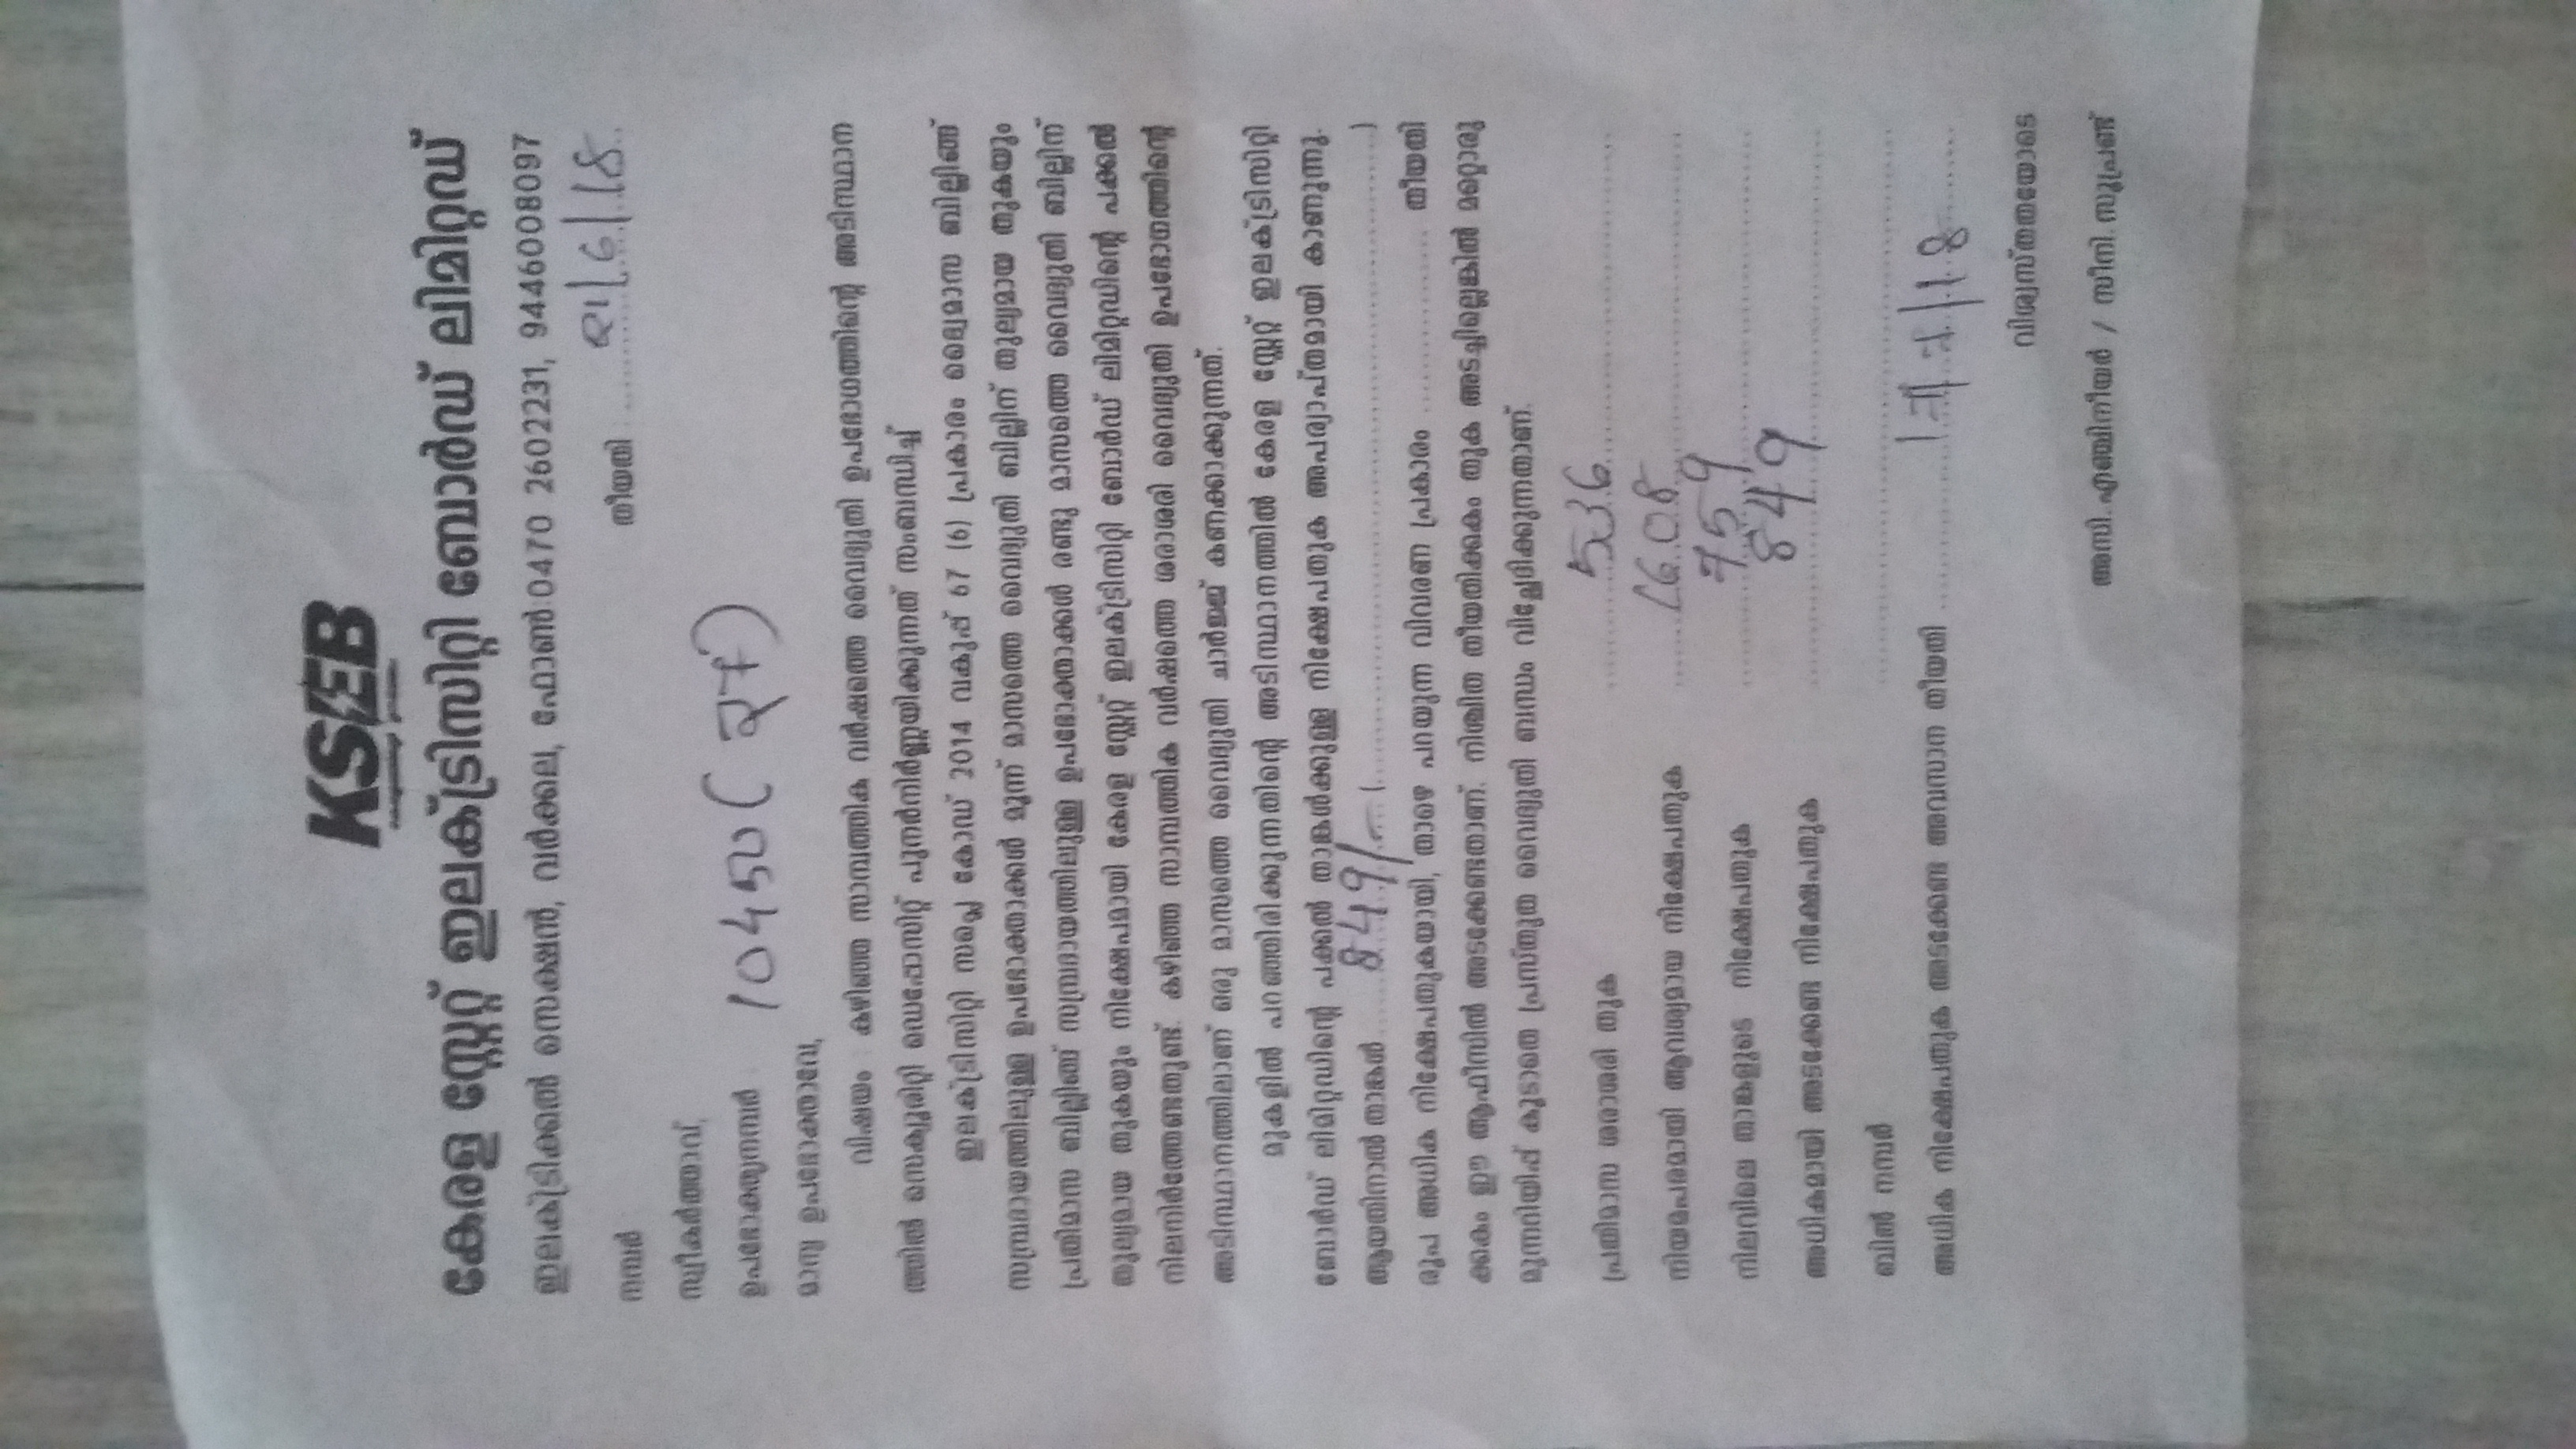 KSEB
കേരള സ്റ്റേറ്റ് ഇലക്ട്രിസിറ്റി ബോർഡ് ലിമിറ്റഡ്
ഇലക്ട്രിക്കൽ സെക്ഷൻ, വർക്കല, ഫോൺ:0470 2602231, 9446008097
നമ്പർ തീയതി 21/6/18
സ്വീകർത്താവ്,
ഉപഭോക്തൃനമ്പർ 10450 (27)
മാന്യ ഉപഭോക്താവേ,
വിഷയം : കഴിഞ്ഞ സാമ്പത്തിക വർഷത്തെ വൈദ്യുതി ഉപഭോഗത്തിന്റെ അടിസ്ഥാന
ത്തിൽ സെക്യൂരിറ്റി ഡെപ്പോസിറ്റ് പുനർനിർണ്ണയിക്കുന്നത് സംബന്ധിച്ച്
ഇലക്ട്രിസിറ്റി സപ്ലൈ കോഡ് 2014 വകുപ്പ് 67 (6) പ്രകാരം ദ്വൈമാസ ബില്ലിങ്ങ്
സമ്പ്രദായത്തിലുള്ള ഉപഭോക്താക്കൾ മൂന്ന് മാസത്തെ വൈദ്യുതി ബില്ലിന് തുല്യമായ തുകയും
പ്രതിമാസ ബില്ലിങ്ങ് സമ്പ്രദായത്തിലുള്ള ഉപഭോക്താക്കൾ രണ്ടു മാസത്തെ വൈദ്യുതി ബില്ലിന്
തുല്യമായ തുകയും നിക്ഷേപമായി കേരള സ്റ്റേറ്റ് ഇലക്ട്രിസിറ്റി ബോർഡ് ലിമിറ്റഡിന്റെ പക്കൽ
നിലനിർത്തേണ്ടതുണ്ട്. കഴിഞ്ഞ സാമ്പത്തിക വർഷത്തെ ശരാശരി വൈദ്യുതി ഉപഭോഗത്തിന്റെ
അടിസ്ഥാനത്തിലാണ് ഒരു മാസത്തെ വൈദ്യുതി ചാർജ്ജ് കണക്കാക്കുന്നത്.
മുകളിൽ പറഞ്ഞിരിക്കുന്നതിന്റെ അടിസ്ഥാനത്തിൽ കേരള സ്റ്റേറ്റ് ഇലക്ട്രിസിറ്റി
ബോർഡ് ലിമിറ്റഡിന്റെ പക്കൽ താങ്കൾക്കുള്ള നിക്ഷേപതുക അപര്യാപ്തമായി കാണുന്നു.
ആയതിനാൽ താങ്കൾ 849/- (....................)
രൂപ അധിക നിക്ഷേപതുകയായി, താഴെ പറയുന്ന വിവരണ പ്രകാരം .................. തീയതി
ക്കകം ഈ ആഫീസിൽ അടക്കേണ്ടതാണ്. നിശ്ചിത തീയതിക്കകം തുക അടച്ചില്ലെങ്കിൽ മറ്റൊരു
മുന്നറിയിപ്പ് കൂടാതെ പ്രസ്തുത വൈദ്യുതി ബന്ധം വിച്ഛേദിക്കുന്നതാണ്.
പ്രതിമാസ ശരാശരി തുക 536
നിയമപരമായി ആവശ്യമായ നിക്ഷേപതുക 1608
നിലവിലെ താങ്കളുടെ നിക്ഷേപതുക 759
അധികമായി അടക്കേണ്ട നിക്ഷേപതുക 849
ബിൽ നമ്പർ
അധിക നിക്ഷേപതുക അടക്കേണ്ട അവസാന തീയതി 17/7/18
വിശ്വസ്തതയോടെ
അസി. എഞ്ചിനീയർ / സീനി. സൂപ്രണ്ട്